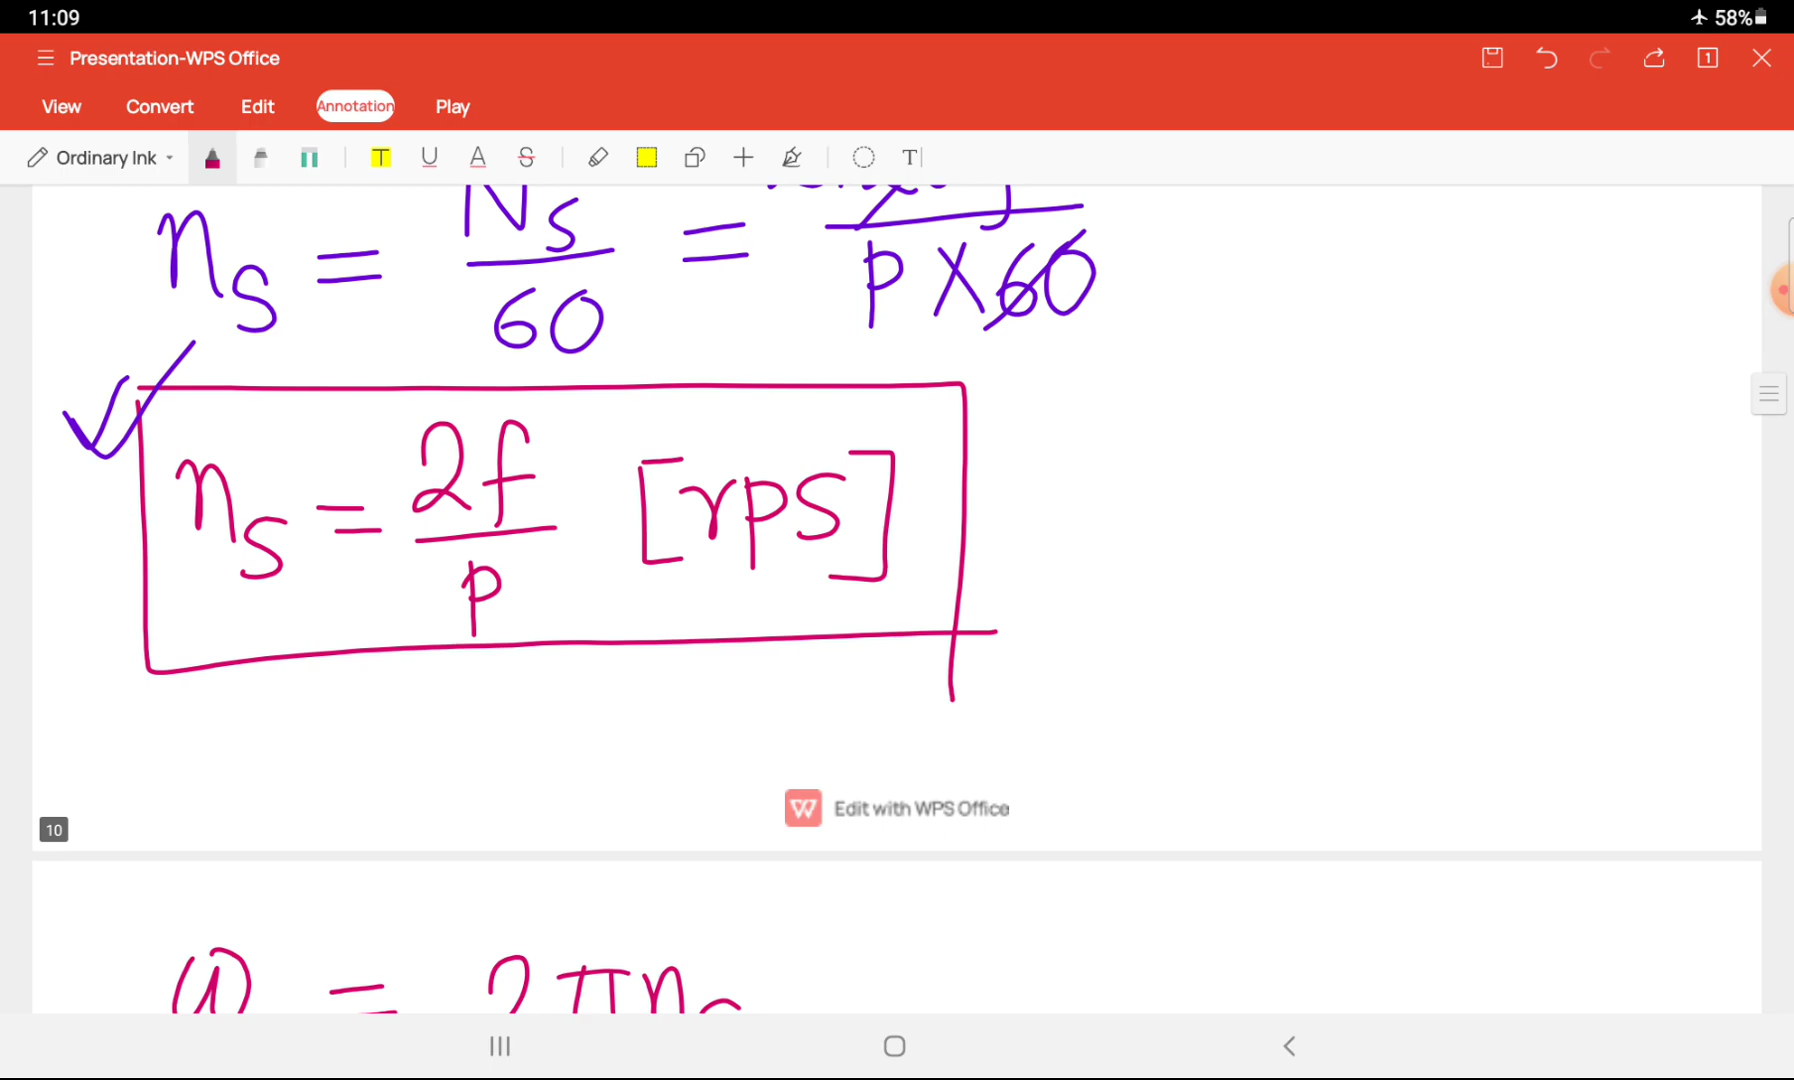 11:09
58%
Presentation-WPS Office
1
View Convert Edit Annotation Play
Ordinary Ink T U A S T
ns = Ns / 60 = / P X 60
ns = 2f / P [rps]
Edit with WPS Office
10
= 2πn